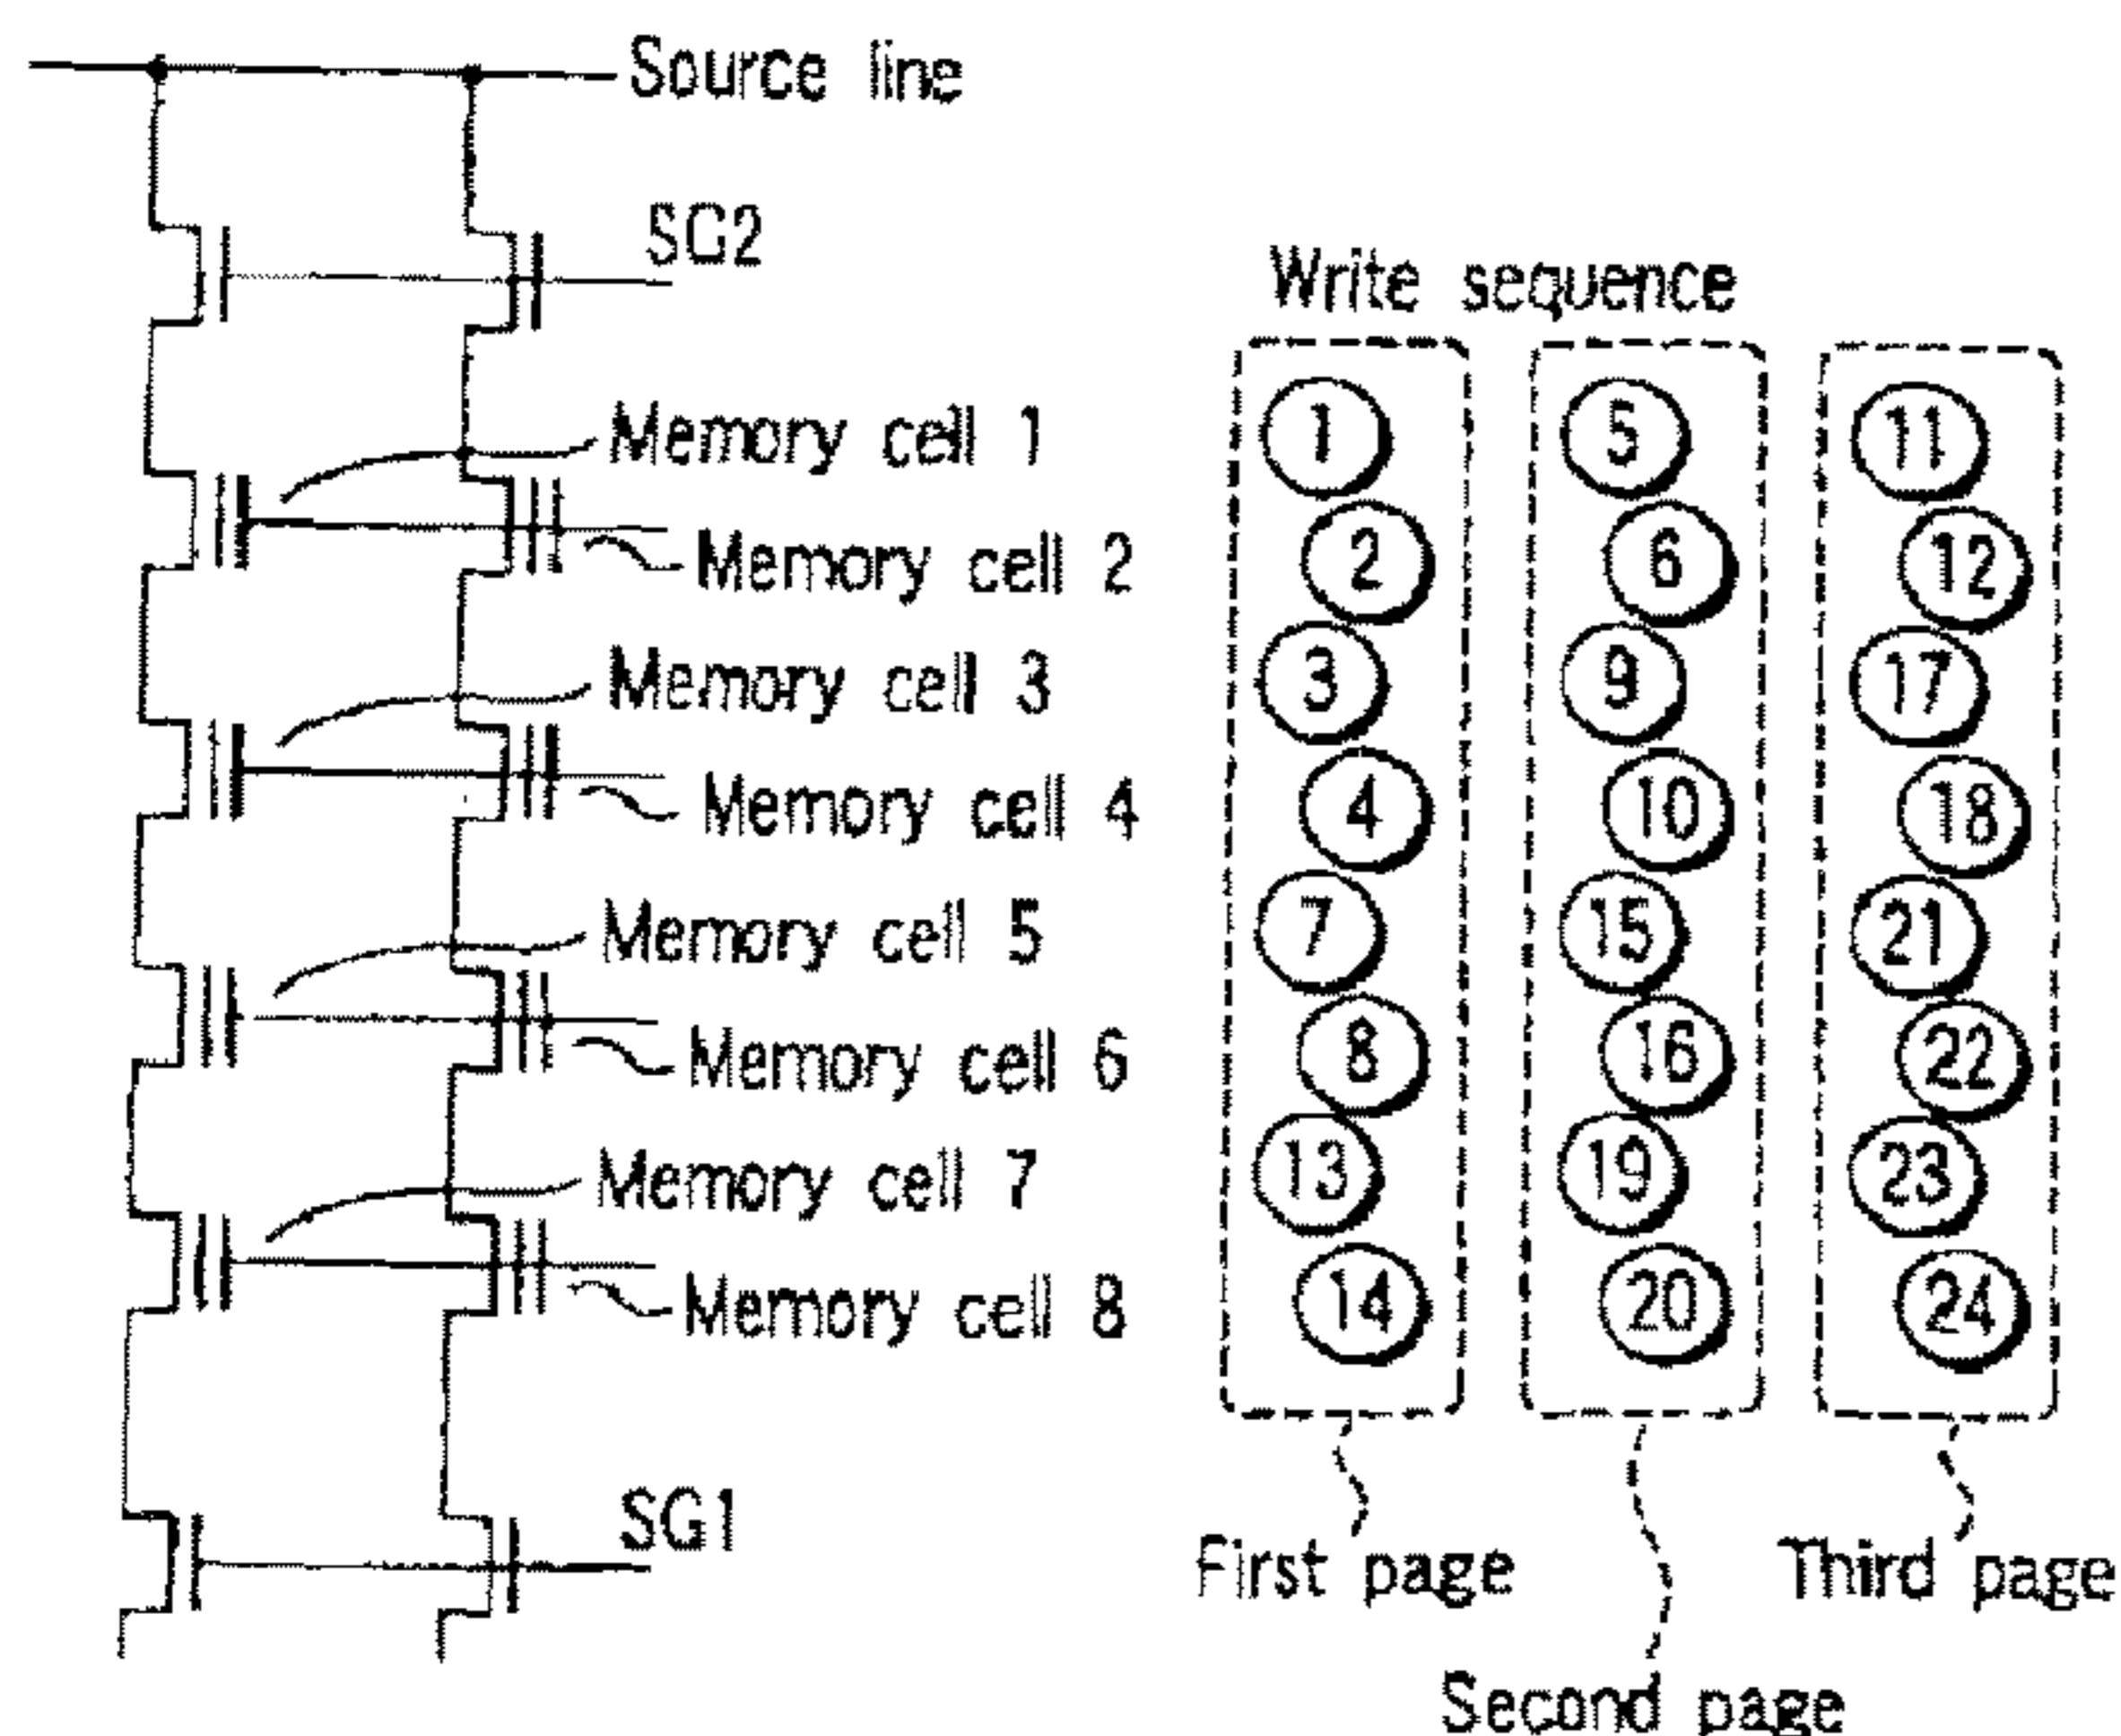 Source line
SG2
Write sequence
Memory cell 1
Memory cell 2
Memory cell 3
Memory cell 4
Memory cell 5
Memory cell 6
Memory cell 7
Memory cell 8
SG1
1 5 11
2 6 12
3 9 17
4 10 18
7 15 21
8 16 22
13 19 23
14 20 24
First page
Third page
Second page